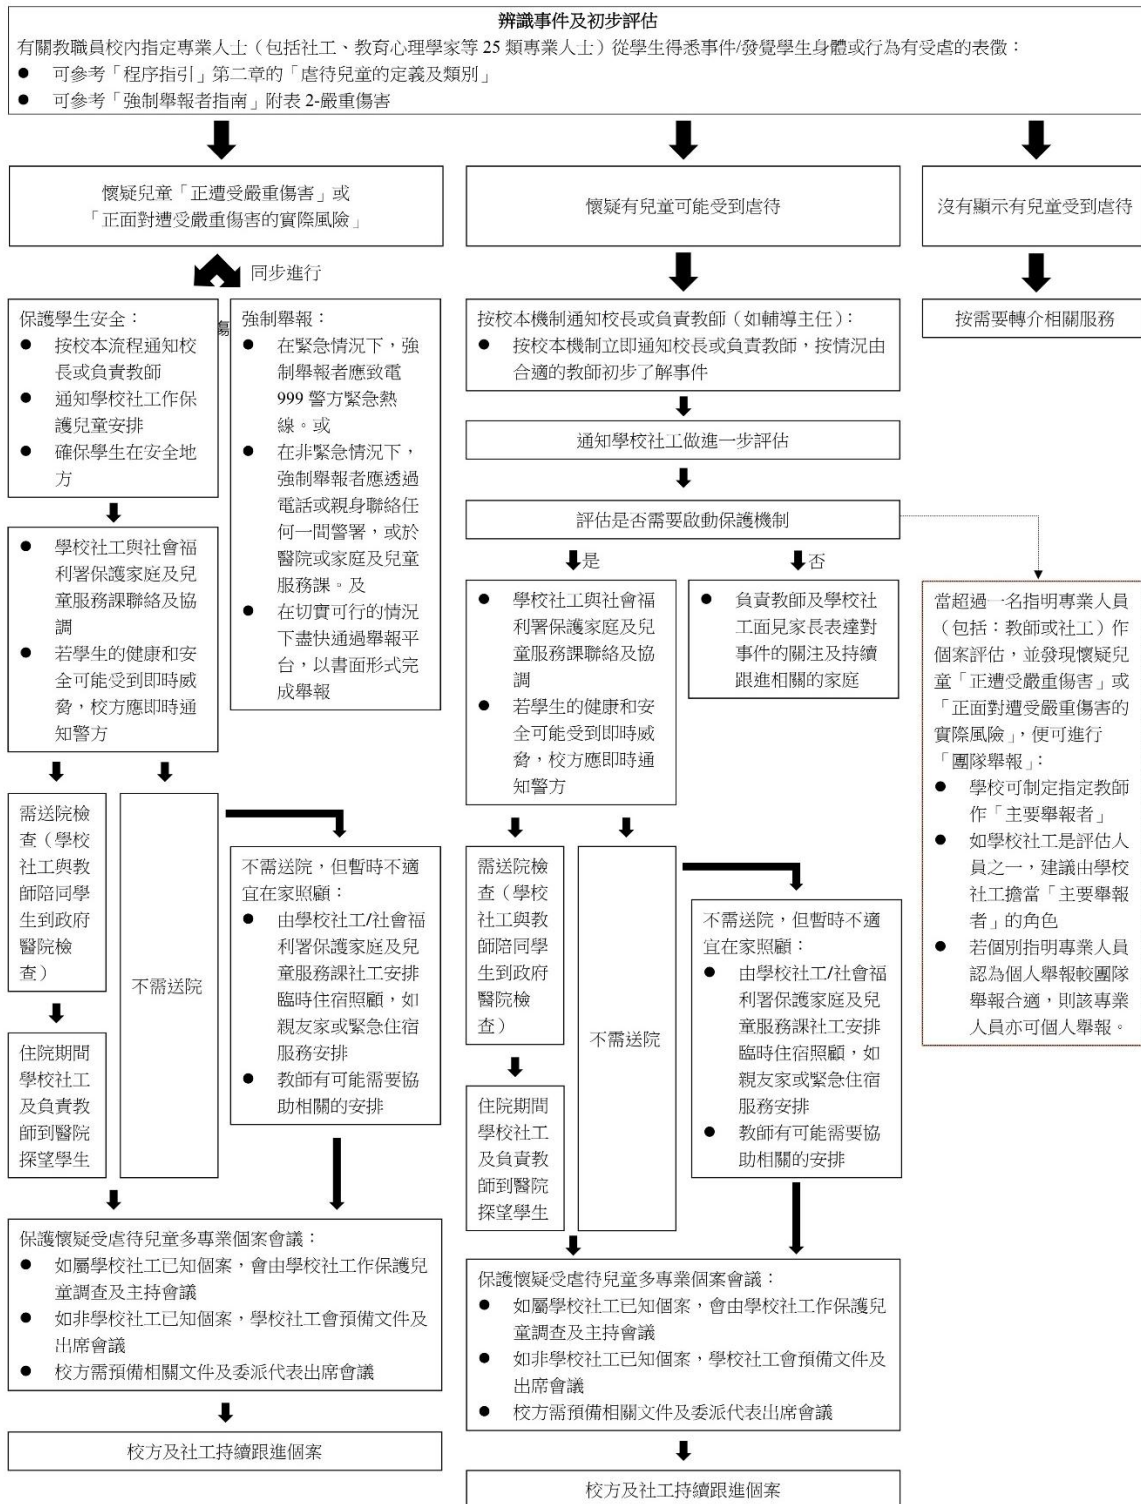 辨識事件及初步評估
有關教職員校內指定專業人士（包括社工、教育心理學家等 25 類專業人士）從學生得悉事件/發覺學生身體或行為有受虐的表徵：
● 可參考「程序指引」第二章的「虐待兒童的定義及類別」
● 可參考「強制舉報者指南」附表 2-嚴重傷害
懷疑兒童「正遭受嚴重傷害」或
「正面對遭受嚴重傷害的實際風險」
懷疑有兒童可能受到虐待
沒有顯示有兒童受到虐待
同步進行
傷
保護學生安全：
● 按校本流程通知校
長或負責教師
● 通知學校社工作保
護兒童安排
● 確保學生在安全地
方
強制舉報：
● 在緊急情況下，強
制舉報者應致電
999 警方緊急熱
線。或
● 在非緊急情況下，
強制舉報者應透過
電話或親身聯絡任
何一間警署，或於
醫院或家庭及兒童
服務課。及
● 在切實可行的情況
下盡快通過舉報平
台，以書面形式完
成舉報
按校本機制通知校長或負責教師（如輔導主任）：
● 按校本機制立即通知校長或負責教師，按情況由
合適的教師初步了解事件
按需要轉介相關服務
通知學校社工做進一步評估
評估是否需要啟動保護機制
是
否
● 學校社工與社會福
利署保護家庭及兒
童服務課聯絡及協
調
● 若學生的健康和安
全可能受到即時威
脅，校方應即時通
知警方
● 學校社工與社會福
利署保護家庭及兒
童服務課聯絡及協
調
● 若學生的健康和安
全可能受到即時威
脅，校方應即時通
知警方
● 負責教師及學校社
工面見家長表達對
事件的關注及持續
跟進相關的家庭
當超過一名指明專業人員
（包括：教師或社工）作
個案評估，並發現懷疑兒
童「正遭受嚴重傷害」或
「正面對遭受嚴重傷害的
實際風險」，便可進行
「團隊舉報」：
● 學校可制定指定教師
作「主要舉報者」
● 如學校社工是評估人
員之一，建議由學校
社工擔當「主要舉報
者」的角色
● 若個別指明專業人員
認為個人舉報較團隊
舉報合適，則該專業
人員亦可個人舉報。
需送院檢
查（學校
社工與教
師陪同學
生到政府
醫院檢
查）
不需送院
不需送院，但暫時不適
宜在家照顧：
● 由學校社工/社會福
利署保護家庭及兒
童服務課社工安排
臨時住宿照顧，如
親友家或緊急住宿
服務安排
● 教師有可能需要協
助相關的安排
住院期間
學校社工
及負責教
師到醫院
探望學生
需送院檢
查（學校
社工與教
師陪同學
生到政府
醫院檢
查）
不需送院
不需送院，但暫時不適
宜在家照顧：
● 由學校社工/社會福
利署保護家庭及兒
童服務課社工安排
臨時住宿照顧，如
親友家或緊急住宿
服務安排
● 教師有可能需要協
助相關的安排
住院期間
學校社工
及負責教
師到醫院
探望學生
保護懷疑受虐待兒童多專業個案會議：
● 如屬學校社工已知個案，會由學校社工作保護兒
童調查及主持會議
● 如非學校社工已知個案，學校社工會預備文件及
出席會議
● 校方需預備相關文件及委派代表出席會議
校方及社工持續跟進個案
保護懷疑受虐待兒童多專業個案會議：
● 如屬學校社工已知個案，會由學校社工作保護兒
童調查及主持會議
● 如非學校社工已知個案，學校社工會預備文件及
出席會議
● 校方需預備相關文件及委派代表出席會議
校方及社工持續跟進個案